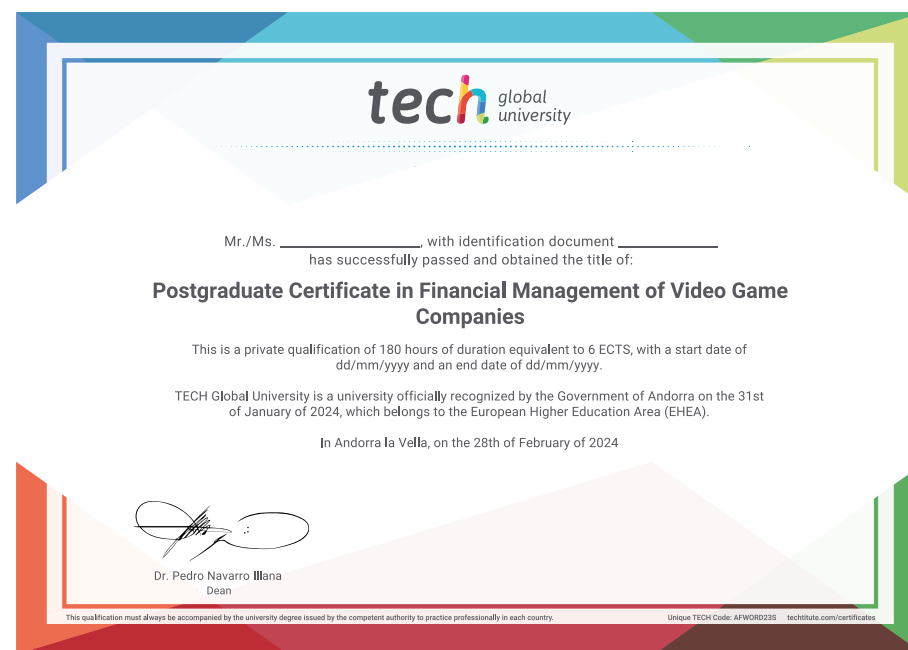 tech global
university
Mr./Ms. ____________, with identification document ____________
has successfully passed and obtained the title of:
Postgraduate Certificate in Financial Management of Video Game
Companies
This is a private qualification of 180 hours of duration equivalent to 6 ECTS, with a start date of
dd/mm/yyyy and an end date of dd/mm/yyyy.
TECH Global University is a university officially recognized by the Government of Andorra on the 31st
of January of 2024, which belongs to the European Higher Education Area (EHEA).
In Andorra la Vella, on the 28th of February of 2024
Dr. Pedro Navarro Illana
Dean
This qualification must always be accompanied by the university degree issued by the competent authority to practice professionally in each country. Unique TECH Code: AFWORD23S techtitute.com/certificates